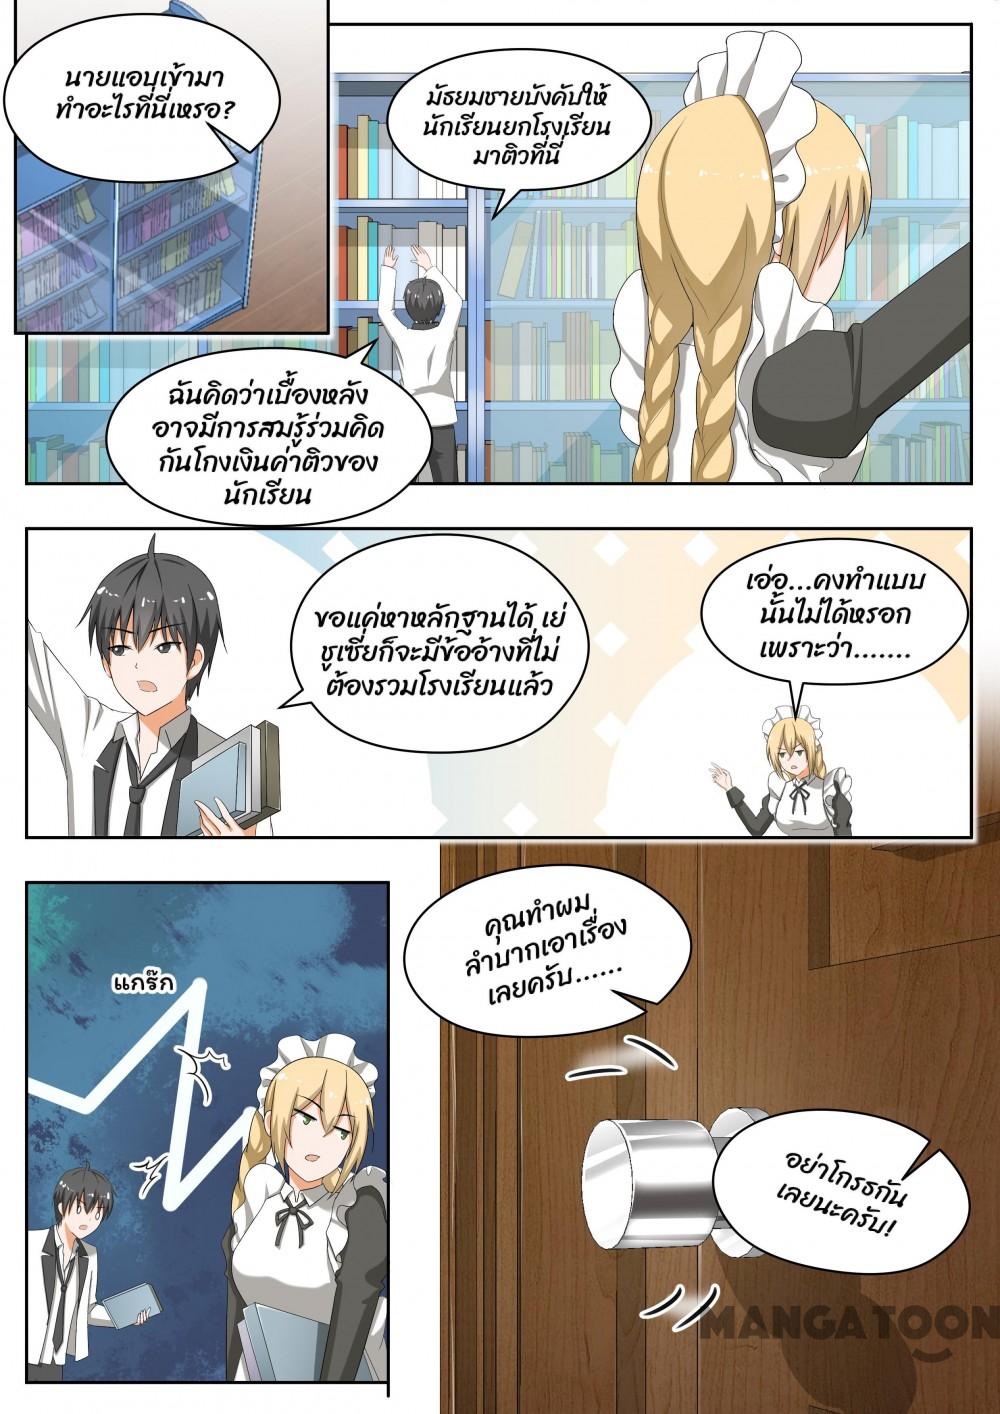 นายแอบเข้ามา
ทำอะไรที่นี่เหรอ?
มัธยมชายบังคับให้
นักเรียนยกโรงเรียน
มาติวที่นี่
ฉันคิดว่าเบื้องหลัง
อาจมีการสมรู้ร่วมคิด
กันโกงเงินค่าติวของ
นักเรียน
ขอแค่หาหลักฐานได้ เย่
ชูเซี่ยก็จะมีข้ออ้างที่ไม่
ต้องรวมโรงเรียนแล้ว
เอ่อ...คงทำแบบ
นั้นไม่ได้หรอก
เพราะว่า.......
แกร๊ก
คุณทำผม
ลำบากเอาเรื่อง
เลยครับ......
อย่าโกรธกัน
เลยนะครับ!
MANGATOON